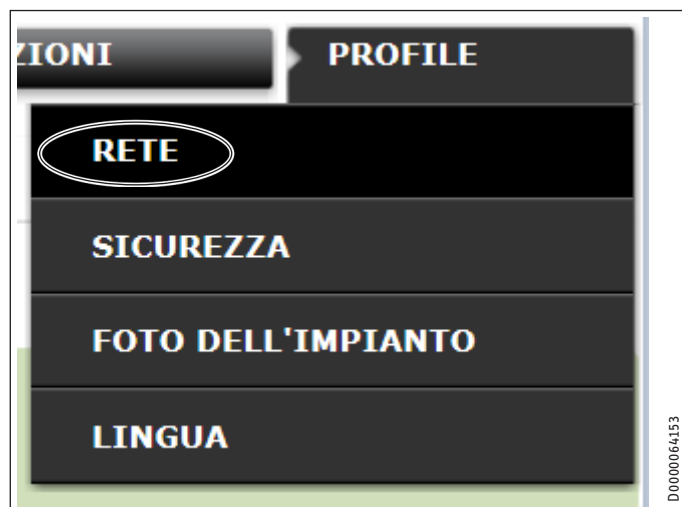 ZIONI
PROFILE
RETE
SICUREZZA
FOTO DELL'IMPIANTO
LINGUA
D0000064153